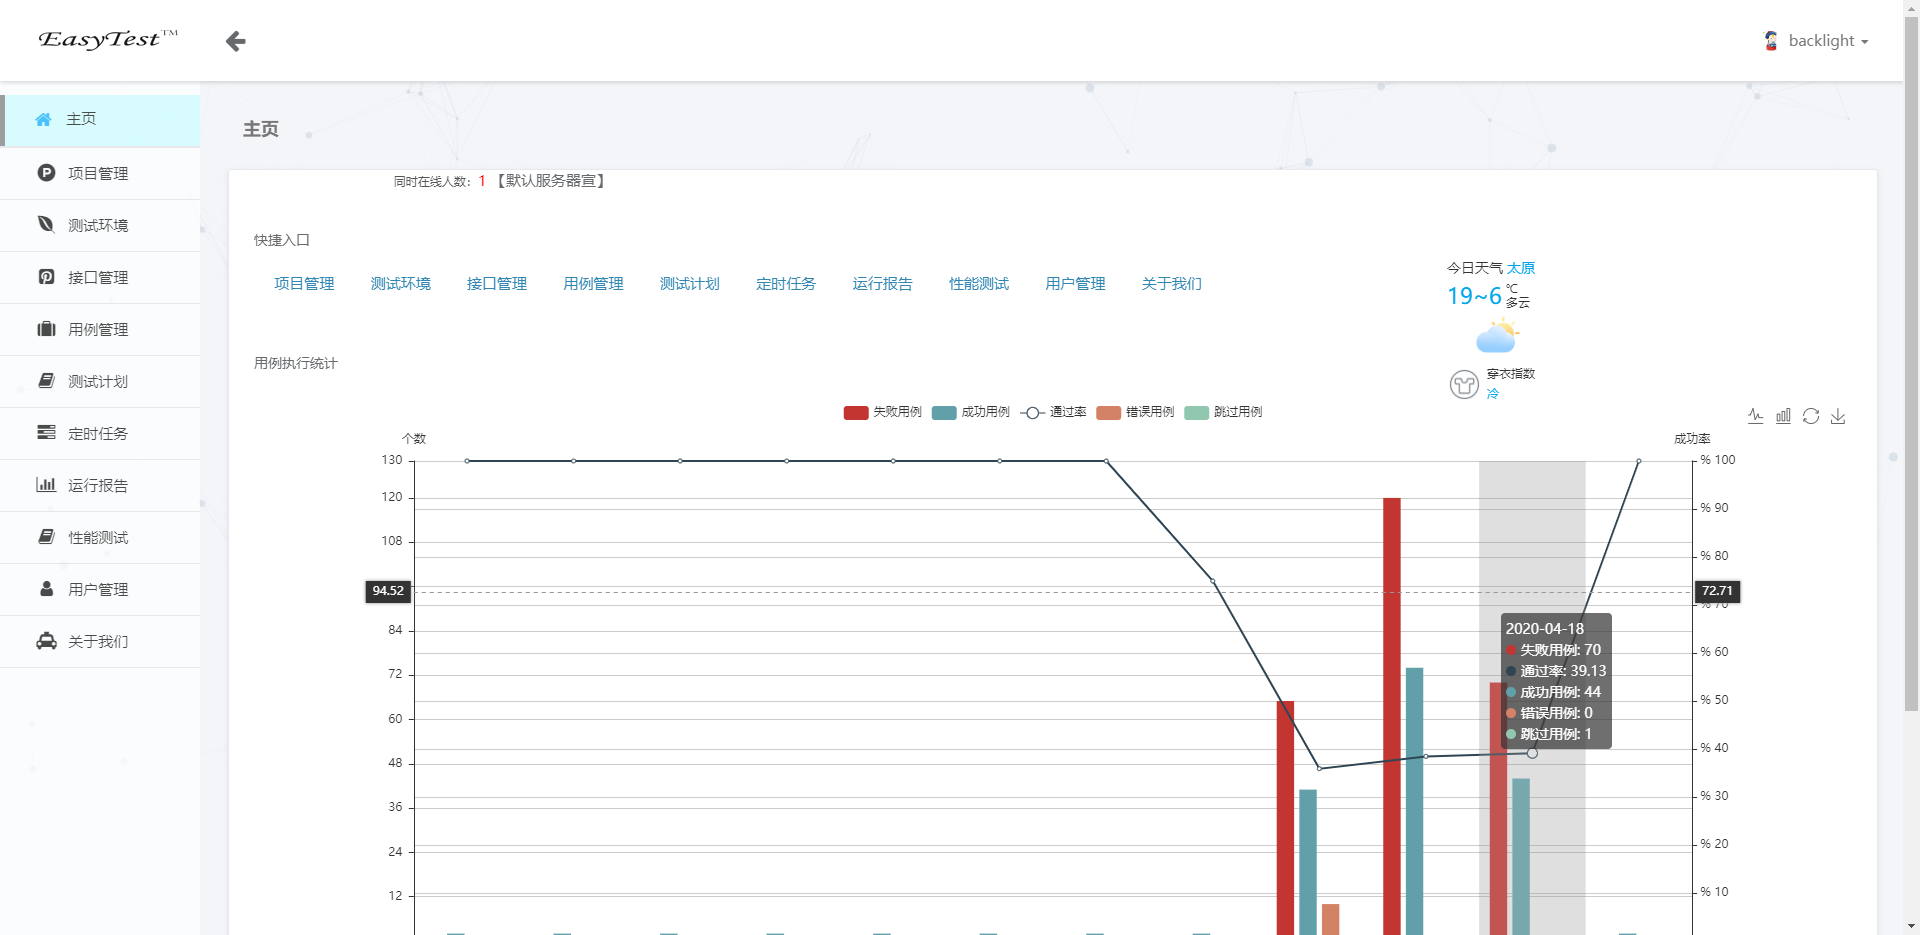 EasyTest™
backlight
主页
项目管理
测试环境
接口管理
用例管理
测试计划
定时任务
运行报告
性能测试
用户管理
关于我们
主页
同时在线人数: 1 【默认服务器宣】
快捷入口
项目管理 测试环境 接口管理 用例管理 测试计划 定时任务 运行报告 性能测试 用户管理 关于我们
今日天气 太原
19~6 ℃
多云
穿衣指数
冷
用例执行统计
失败用例 成功用例 通过率 错误用例 跳过用例
个数
成功率
130
120
108
94.52
84
72
60
48
36
24
12
% 100
% 90
% 80
72.71
% 70
% 60
% 50
% 40
% 30
% 20
% 10
2020-04-18
失败用例: 70
通过率: 39.13
成功用例: 44
错误用例: 0
跳过用例: 1